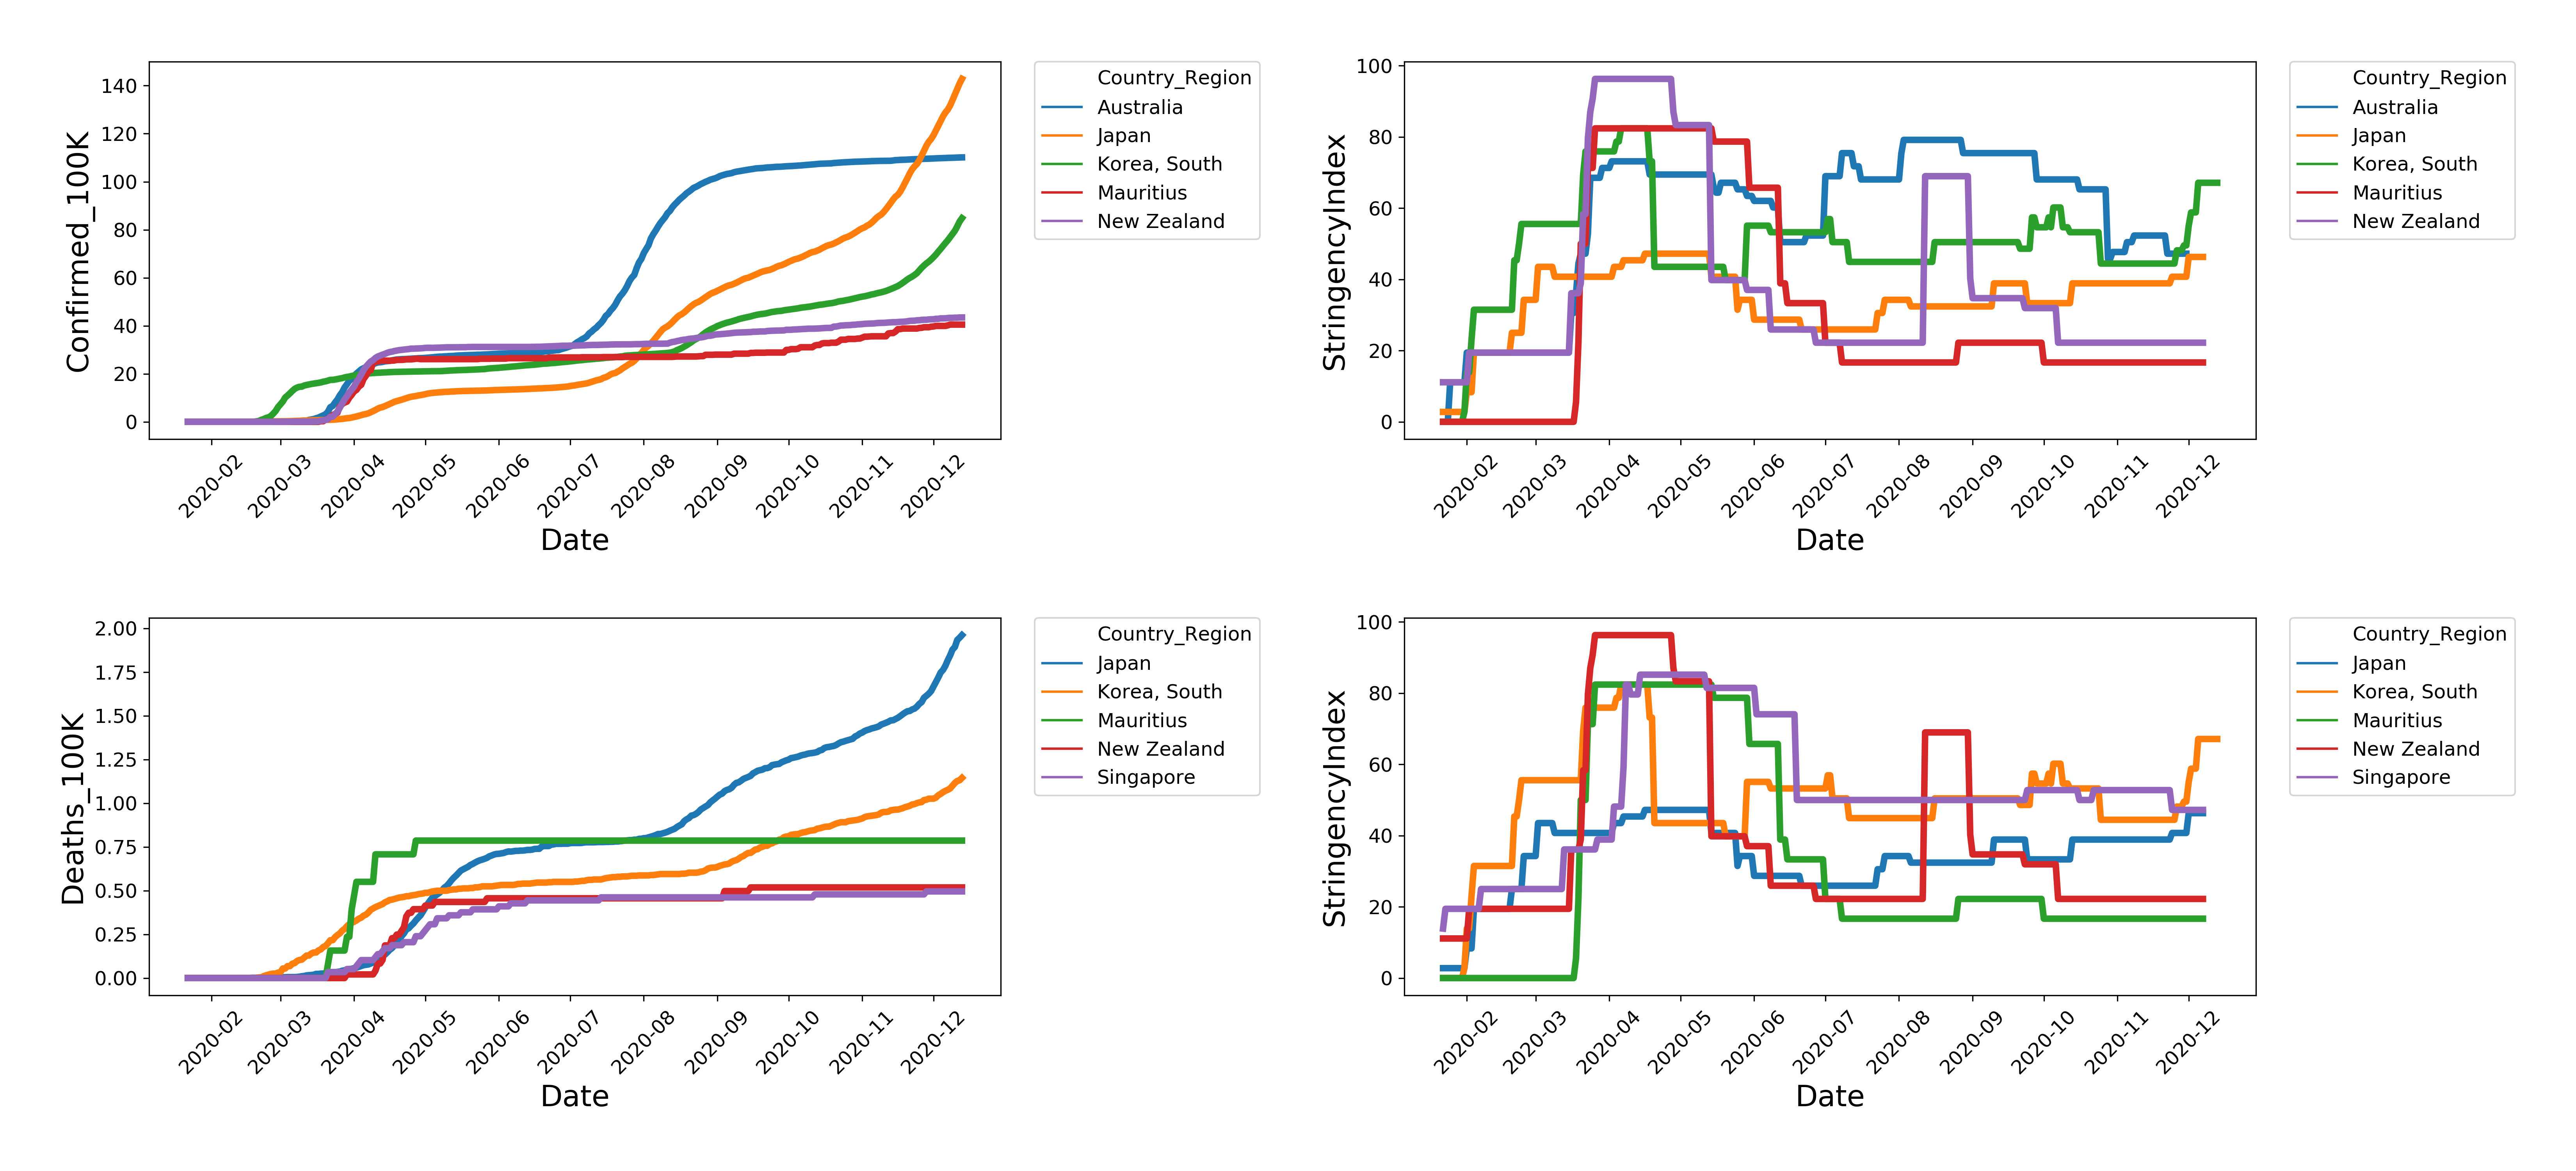 Confirmed_100K
140
120
100
80
60
40
20
0
2020-02
2020-03
2020-04
2020-05
2020-06
2020-07
2020-08
2020-09
2020-10
2020-11
2020-12
Date
Country_Region
Australia
Japan
Korea, South
Mauritius
New Zealand
StringencyIndex
100
80
60
40
20
0
2020-02
2020-03
2020-04
2020-05
2020-06
2020-07
2020-08
2020-09
2020-10
2020-11
2020-12
Date
Country_Region
Australia
Japan
Korea, South
Mauritius
New Zealand
Deaths_100K
2.00
1.75
1.50
1.25
1.00
0.75
0.50
0.25
0.00
2020-02
2020-03
2020-04
2020-05
2020-06
2020-07
2020-08
2020-09
2020-10
2020-11
2020-12
Date
Country_Region
Japan
Korea, South
Mauritius
New Zealand
Singapore
StringencyIndex
100
80
60
40
20
0
2020-02
2020-03
2020-04
2020-05
2020-06
2020-07
2020-08
2020-09
2020-10
2020-11
2020-12
Date
Country_Region
Japan
Korea, South
Mauritius
New Zealand
Singapore